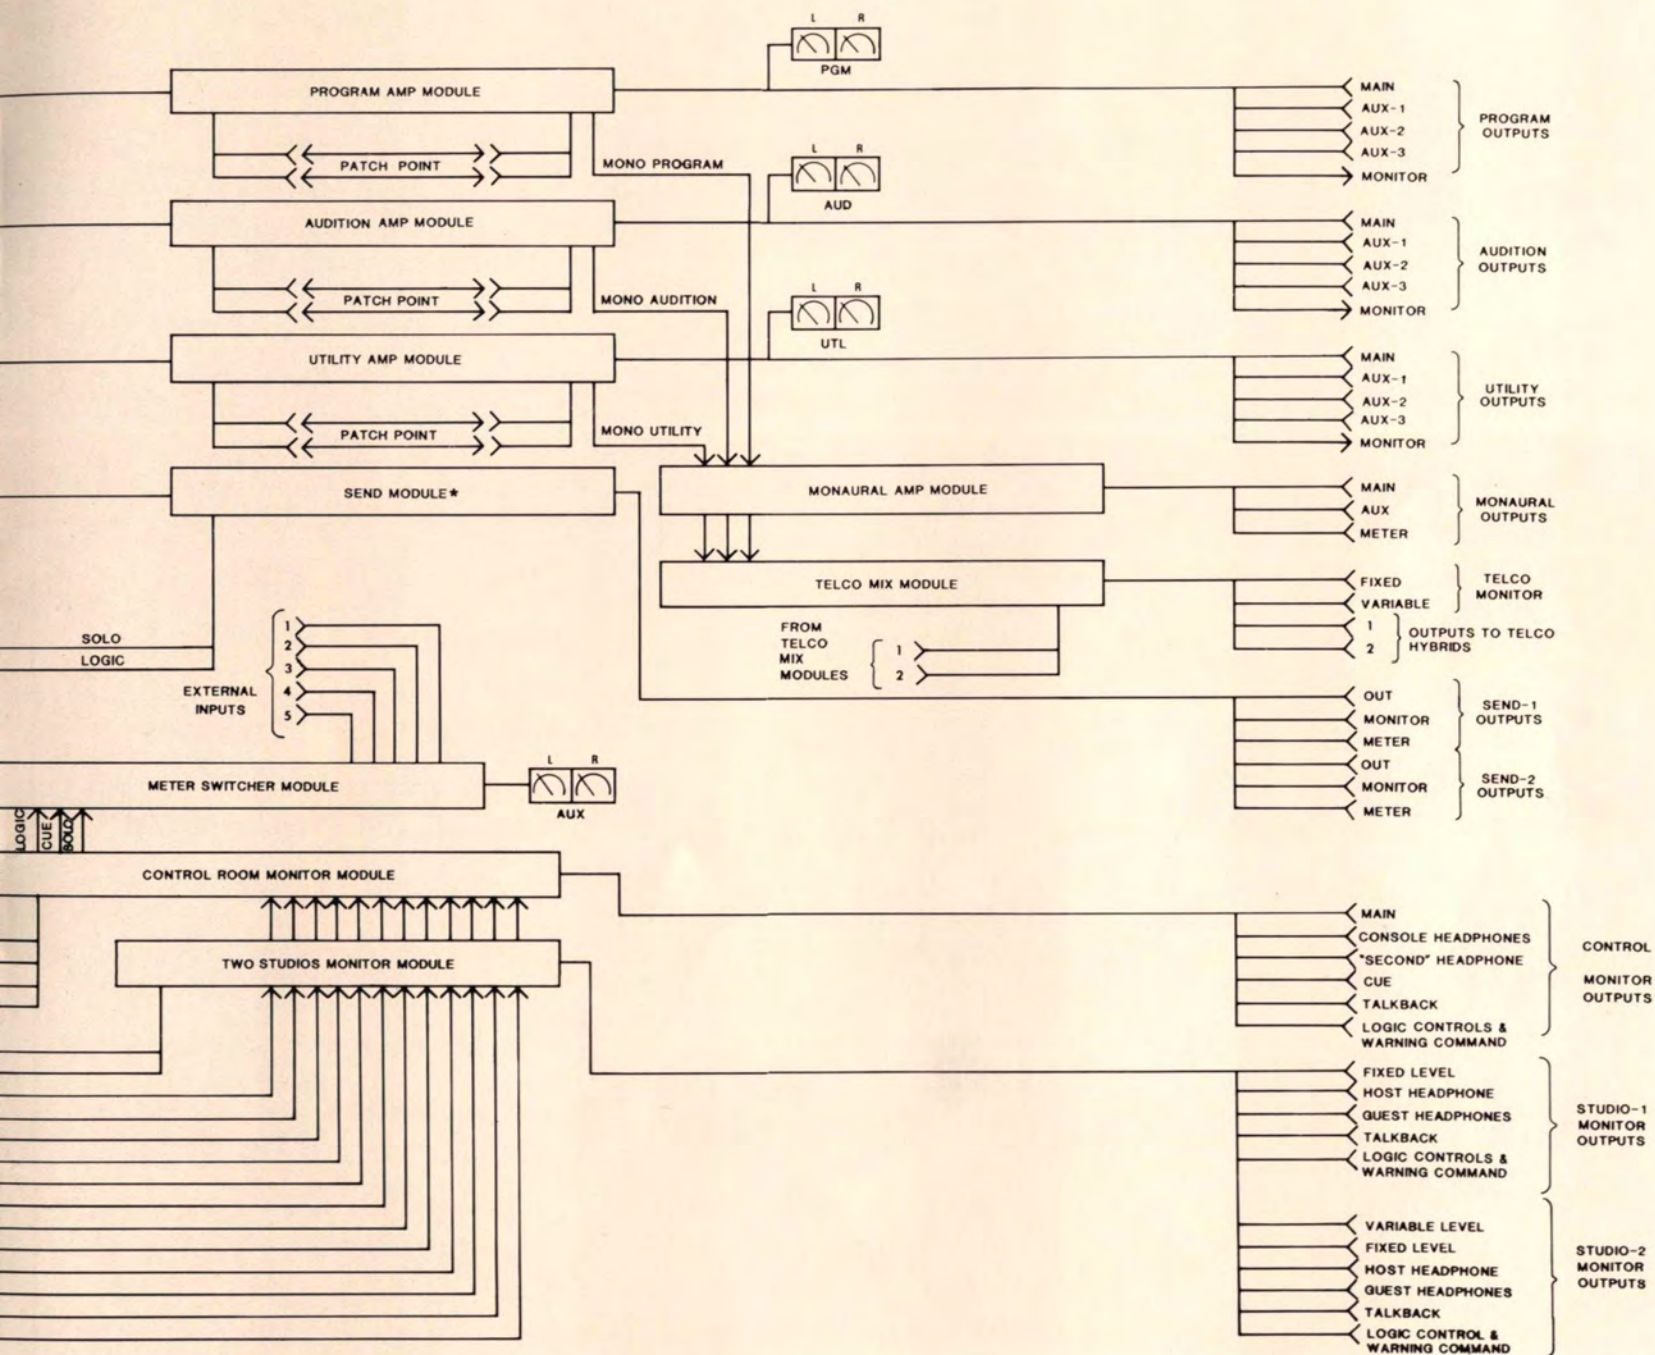 L R
PGM
PROGRAM AMP MODULE
PATCH POINT
MONO PROGRAM
MAIN
AUX-1
AUX-2
AUX-3
MONITOR
PROGRAM
OUTPUTS
L R
AUD
AUDITION AMP MODULE
PATCH POINT
MONO AUDITION
MAIN
AUX-1
AUX-2
AUX-3
MONITOR
AUDITION
OUTPUTS
L R
UTL
UTILITY AMP MODULE
PATCH POINT
MONO UTILITY
MAIN
AUX-1
AUX-2
AUX-3
MONITOR
UTILITY
OUTPUTS
SEND MODULE*
MONAURAL AMP MODULE
MAIN
AUX
METER
MONAURAL
OUTPUTS
TELCO MIX MODULE
FIXED
VARIABLE
TELCO
MONITOR
1
2
OUTPUTS TO TELCO
HYBRIDS
FROM
TELCO
MIX
MODULES
1
2
SOLO
LOGIC
EXTERNAL
INPUTS
1
2
3
4
5
OUT
MONITOR
METER
SEND-1
OUTPUTS
OUT
MONITOR
METER
SEND-2
OUTPUTS
METER SWITCHER MODULE
L R
AUX
LOGIC
CUE
SOLO
CONTROL ROOM MONITOR MODULE
MAIN
CONSOLE HEADPHONES
"SECOND" HEADPHONE
CUE
TALKBACK
LOGIC CONTROLS &
WARNING COMMAND
CONTROL
MONITOR
OUTPUTS
TWO STUDIOS MONITOR MODULE
FIXED LEVEL
HOST HEADPHONE
GUEST HEADPHONES
TALKBACK
LOGIC CONTROLS &
WARNING COMMAND
STUDIO-1
MONITOR
OUTPUTS
VARIABLE LEVEL
FIXED LEVEL
HOST HEADPHONE
GUEST HEADPHONES
TALKBACK
LOGIC CONTROL &
WARNING COMMAND
STUDIO-2
MONITOR
OUTPUTS